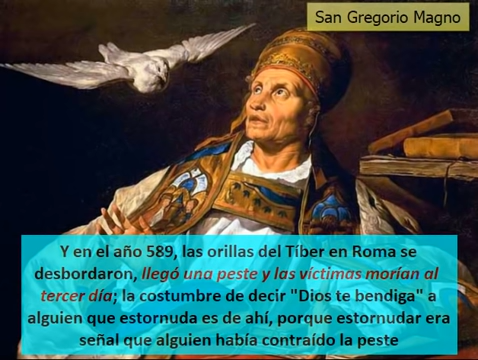 San Gregorio Magno
Y en el año 589, las orillas del Tíber en Roma se
desbordaron, llegó una peste y las víctimas morían al
tercer día; la costumbre de decir "Dios te bendiga" a
alguien que estornuda es de ahí, porque estornudar era
señal que alguien había contraído la peste